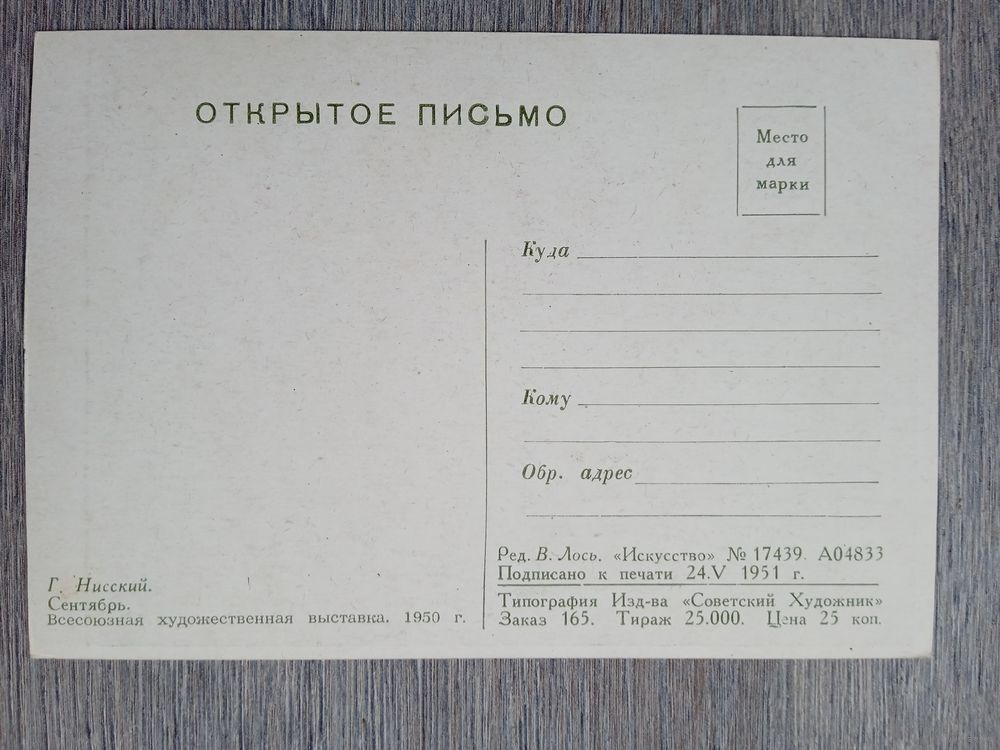 ОТКРЫТОЕ ПИСЬМО
Место
для
марки
Куда
Кому
Обр. адрес
Г. Нисский.
Сентябрь.
Всесоюзная художественная выставка. 1950 г.
Ред. В. Лось. «Искусство» № 17439. А04833
Подписано к печати 24.V 1951 г.
Типография Изд-ва «Советский Художник»
Заказ 165. Тираж 25.000. Цена 25 коп.